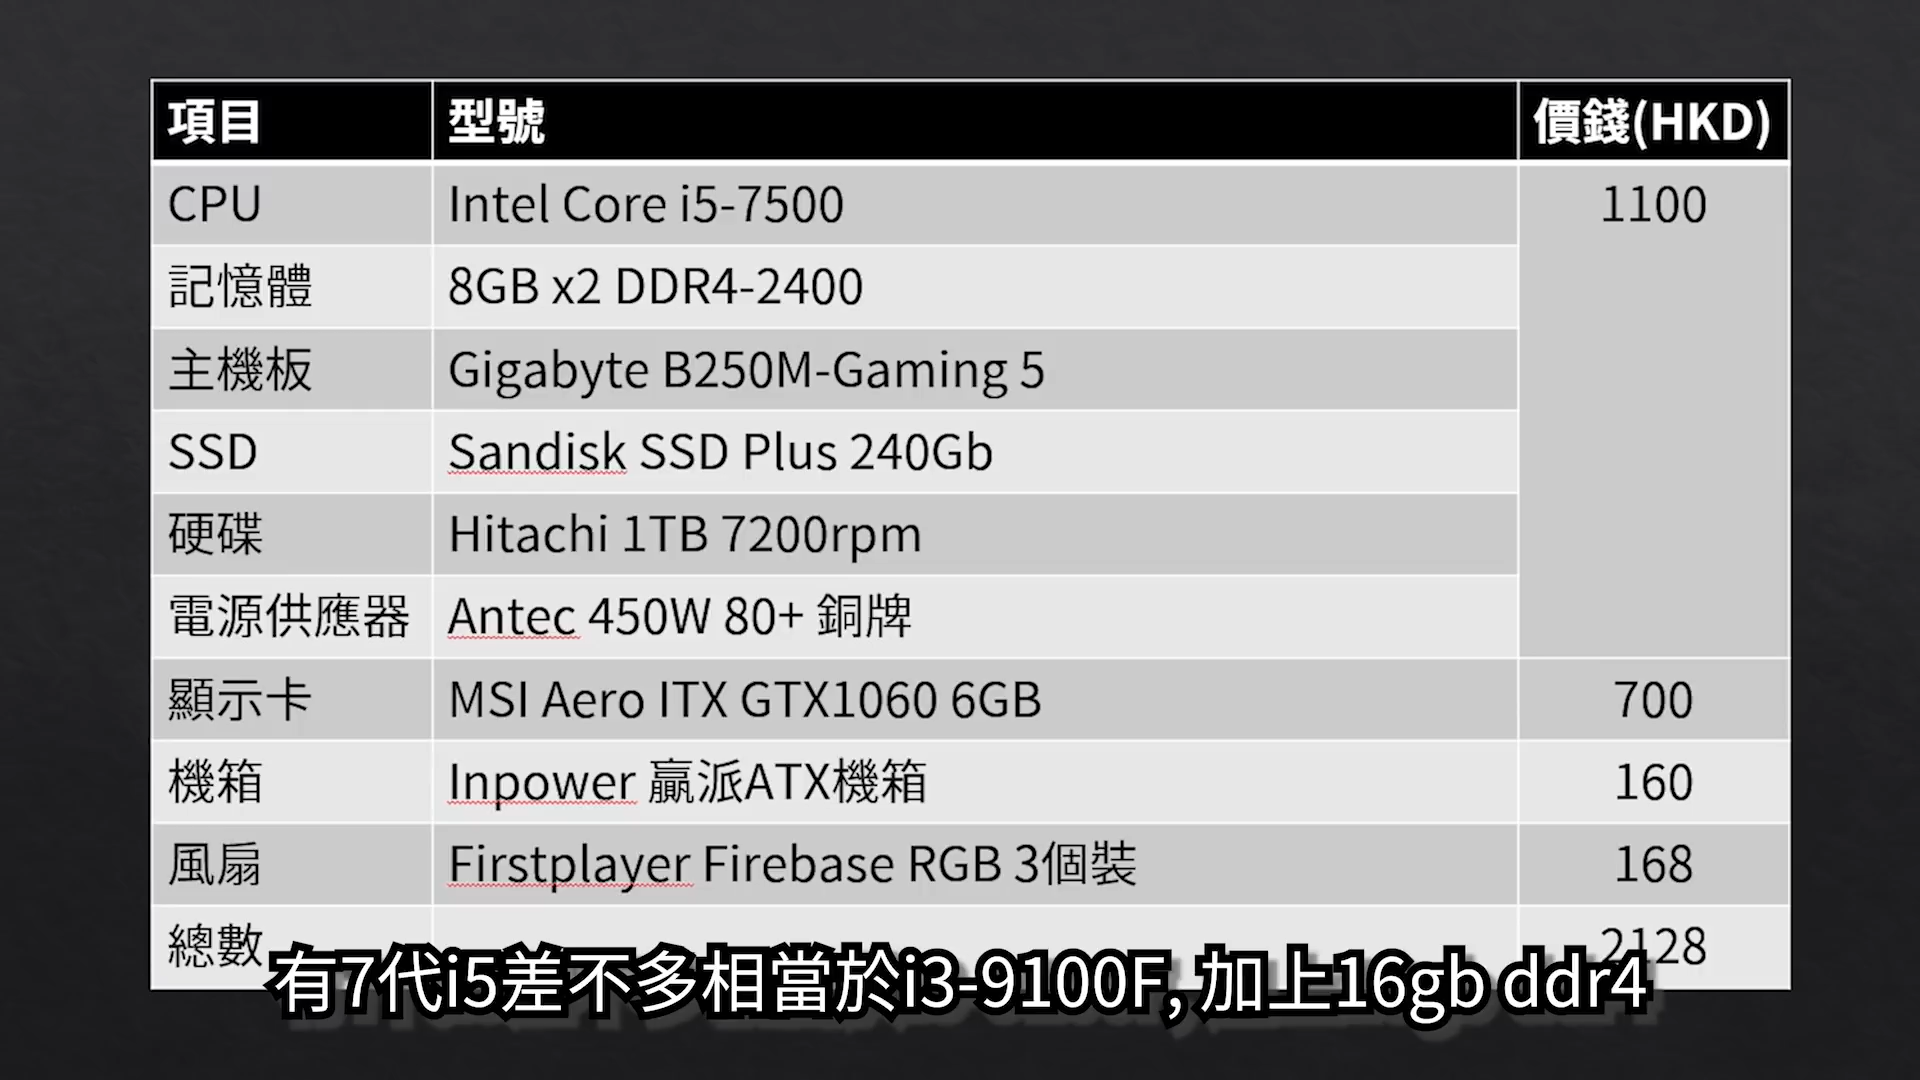 項目 型號 價錢(HKD)
CPU Intel Core i5-7500 1100
記憶體 8GB x2 DDR4-2400
主機板 Gigabyte B250M-Gaming 5
SSD Sandisk SSD Plus 240Gb
硬碟 Hitachi 1TB 7200rpm
電源供應器 Antec 450W 80+ 銅牌
顯示卡 MSI Aero ITX GTX1060 6GB 700
機箱 Inpower 贏派ATX機箱 160
風扇 Firstplayer Firebase RGB 3個裝 168
總數 2128
有7代i5差不多相當於i3-9100F, 加上16gb ddr4